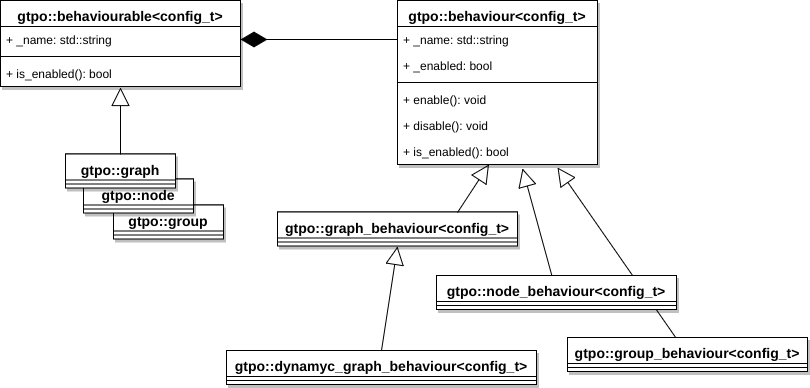 gtpo::behaviourable<config_t>
+ _name: std::string
+ is_enabled(): bool
gtpo::behaviour<config_t>
+ _name: std::string
+ _enabled: bool
+ enable(): void
+ disable(): void
+ is_enabled(): bool
gtpo::graph
gtpo::node
gtpo::group
gtpo::graph_behaviour<config_t>
gtpo::node_behaviour<config_t>
gtpo::dynamyc_graph_behaviour<config_t>
gtpo::group_behaviour<config_t>